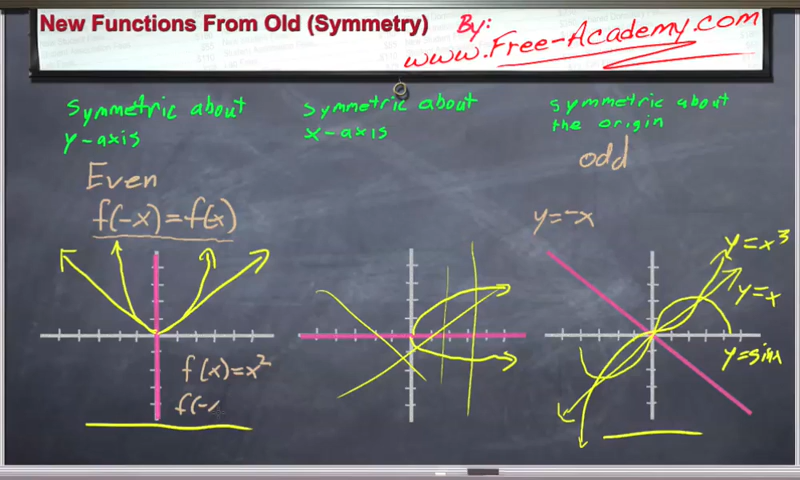 New Functions From Old (Symmetry)
By:
www.Free-Academy.com
Symmetric about
y-axis
Symmetric about
x-axis
Symmetric about
the origin
Even
f(-x)=f(x)
odd
y=-x
y=x³
y=x
y=sinx
f(x)=x²
f(-x